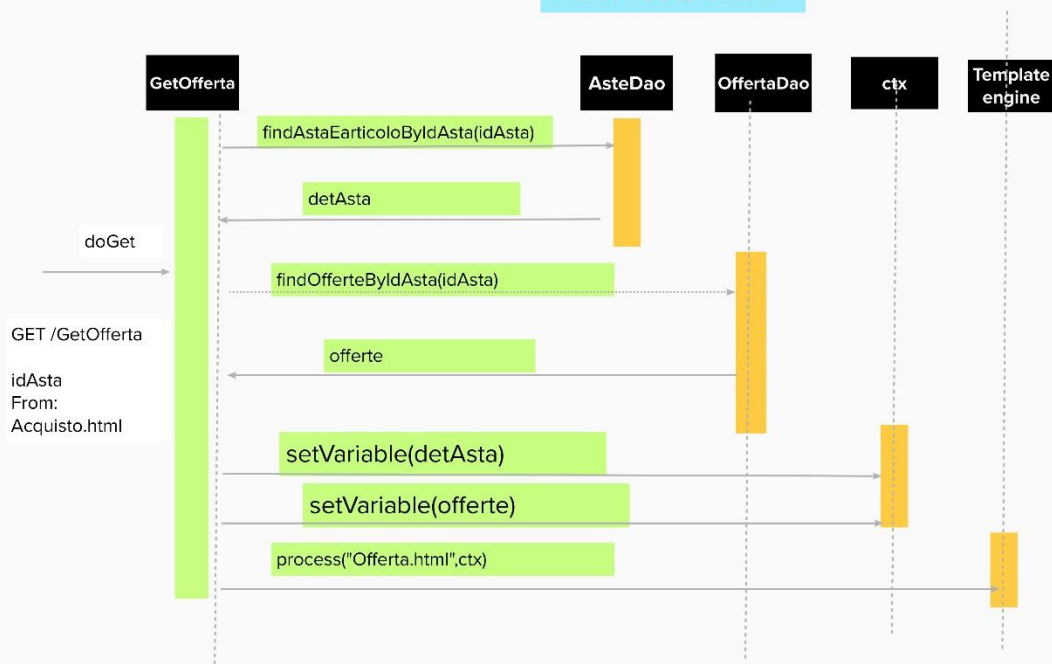 GetOfferta
AsteDao
OffertaDao
ctx
Template
engine
findAstaEarticoloByIdAsta(idAsta)
detAsta
doGet
findOfferteByIdAsta(idAsta)
GET /GetOfferta
idAsta
From:
Acquisto.html
offerte
setVariable(detAsta)
setVariable(offerte)
process("Offerta.html",ctx)